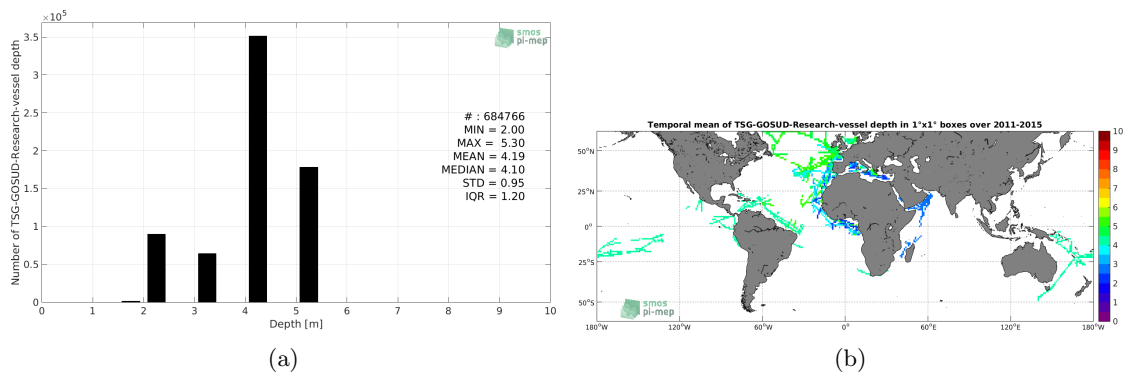 ×10⁵
3.5
3
2.5
2
1.5
1
0.5
0
Number of TSG-GOSUD-Research-vessel depth
smos
pi-mep
# : 684766
MIN = 2.00
MAX = 5.30
MEAN = 4.19
MEDIAN = 4.10
STD = 0.95
IQR = 1.20
0 1 2 3 4 5 6 7 8 9 10
Depth [m]
(a)
Temporal mean of TSG-GOSUD-Research-vessel depth in 1°x1° boxes over 2011-2015
50°N
25°N
0°
25°S
50°S
smos
pi-mep
180°W 120°W 60°W 0° 60°E 120°E 180°W
10
9
8
7
6
5
4
3
2
1
0
(b)